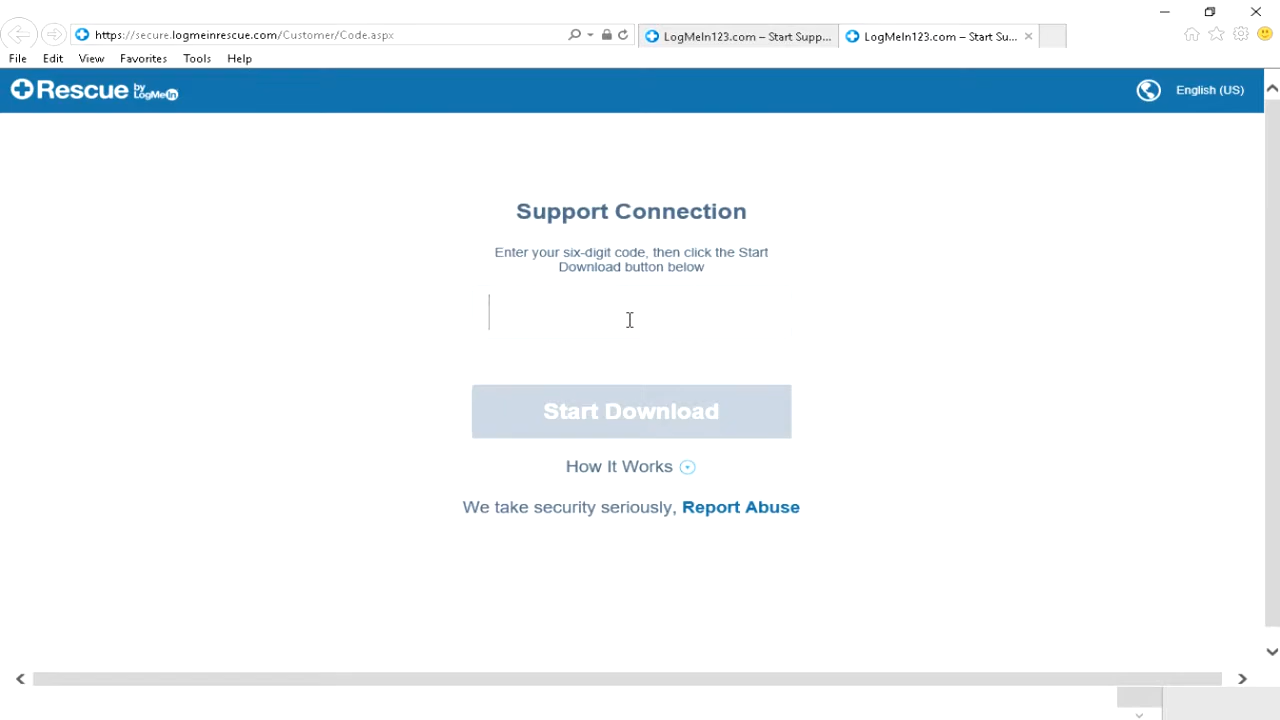 https://secure.logmeinrescue.com/Customer/Code.aspx
LogMeIn123.com – Start Supp...
LogMeIn123.com – Start Su...
File Edit View Favorites Tools Help
Rescue by LogMeIn
English (US)
Support Connection
Enter your six-digit code, then click the Start
Download button below
Start Download
How It Works
We take security seriously, Report Abuse